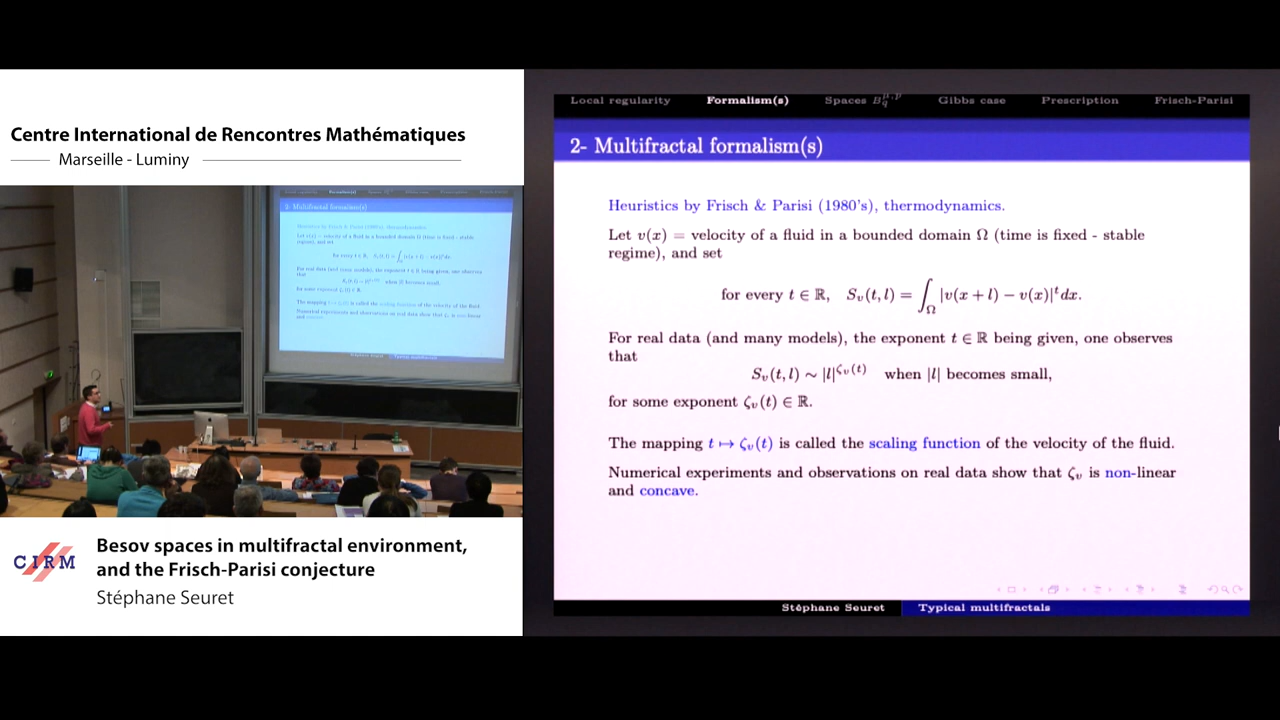 Centre International de Rencontres Mathématiques
Marseille - Luminy
CIRM
Besov spaces in multifractal environment,
and the Frisch-Parisi conjecture
Stéphane Seuret
Local regularity Formalism(s) Spaces B_q^{μ,p} Gibbs case Prescription Frisch-Parisi
2- Multifractal formalism(s)
Heuristics by Frisch & Parisi (1980's), thermodynamics.
Let v(x) = velocity of a fluid in a bounded domain Ω (time is fixed - stable
regime), and set
for every t ∈ ℝ, S_v(t, l) = ∫_Ω |v(x + l) − v(x)|^t dx.
For real data (and many models), the exponent t ∈ ℝ being given, one observes
that
S_v(t, l) ∼ |l|^{ζ_v(t)} when |l| becomes small,
for some exponent ζ_v(t) ∈ ℝ.
The mapping t ↦ ζ_v(t) is called the scaling function of the velocity of the fluid.
Numerical experiments and observations on real data show that ζ_v is non-linear
and concave.
Stéphane Seuret Typical multifractals